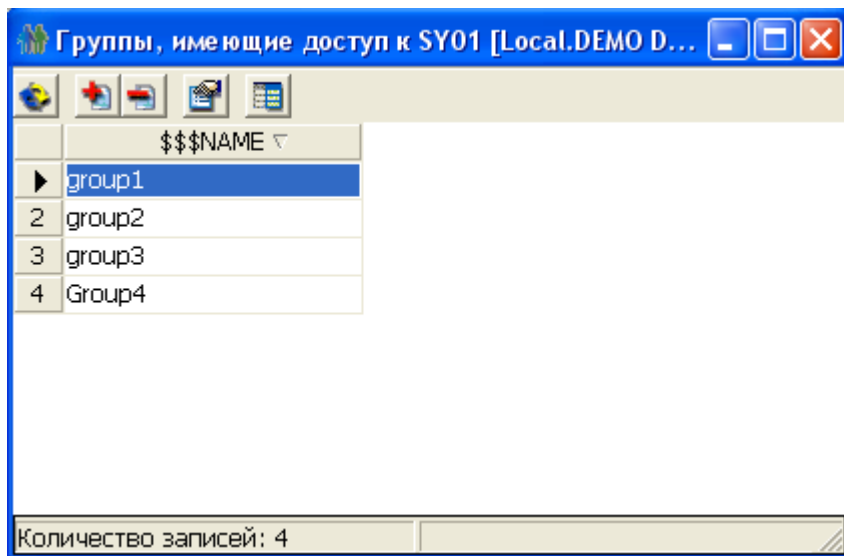 Группы, имеющие доступ к SY01 [Local.DEMO D...
$$$NAME
group1
2 group2
3 group3
4 Group4
Количество записей: 4